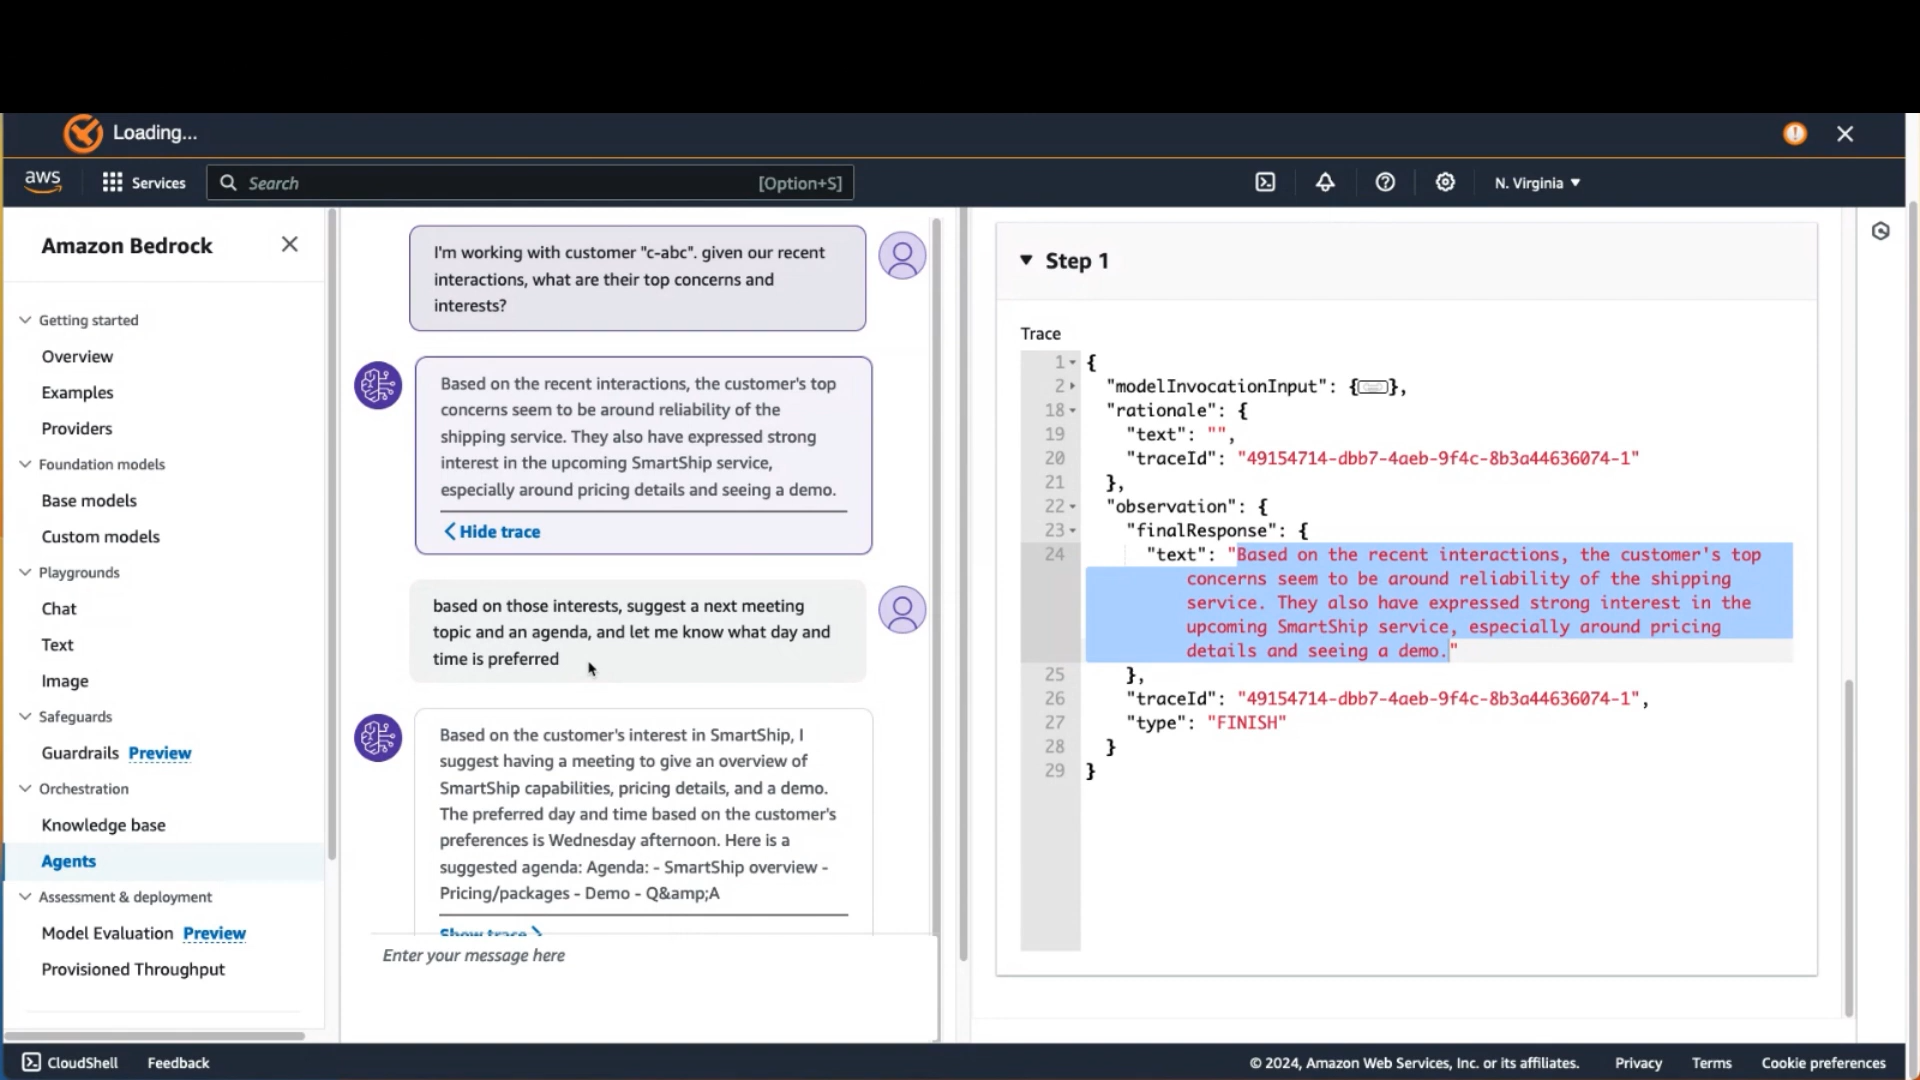 Loading...
aws
Services
Search
[Option+S]
N. Virginia
Amazon Bedrock
Getting started
Overview
Examples
Providers
Foundation models
Base models
Custom models
Playgrounds
Chat
Text
Image
Safeguards
Guardrails Preview
Orchestration
Knowledge base
Agents
Assessment & deployment
Model Evaluation Preview
Provisioned Throughput
I'm working with customer "c-abc". given our recent
interactions, what are their top concerns and
interests?
Based on the recent interactions, the customer's top
concerns seem to be around reliability of the
shipping service. They also have expressed strong
interest in the upcoming SmartShip service,
especially around pricing details and seeing a demo.
Hide trace
based on those interests, suggest a next meeting
topic and an agenda, and let me know what day and
time is preferred
Based on the customer's interest in SmartShip, I
suggest having a meeting to give an overview of
SmartShip capabilities, pricing details, and a demo.
The preferred day and time based on the customer's
preferences is Wednesday afternoon. Here is a
suggested agenda: Agenda: - SmartShip overview -
Pricing/packages - Demo - Q&amp;A
Show trace
Enter your message here
Step 1
Trace
1 {
2 "modelInvocationInput": {},
18 "rationale": {
19 "text": "",
20 "traceId": "49154714-dbb7-4aeb-9f4c-8b3a44636074-1"
21 },
22 "observation": {
23 "finalResponse": {
24 "text": "Based on the recent interactions, the customer's top
concerns seem to be around reliability of the shipping
service. They also have expressed strong interest in the
upcoming SmartShip service, especially around pricing
details and seeing a demo."
25 },
26 "traceId": "49154714-dbb7-4aeb-9f4c-8b3a44636074-1",
27 "type": "FINISH"
28 }
29 }
CloudShell
Feedback
© 2024, Amazon Web Services, Inc. or its affiliates.
Privacy
Terms
Cookie preferences